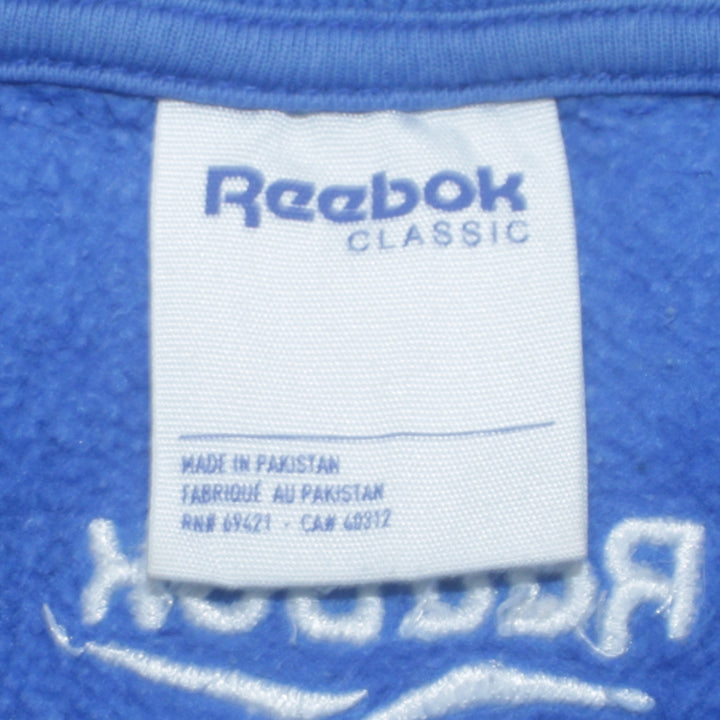 Reebok
CLASSIC
MADE IN PAKISTAN
FABRIQUÉ AU PAKISTAN
RN# 69421 - CA# 40312